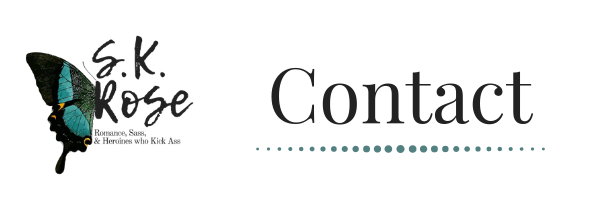 S.K.
Rose
Romance, Sass,
& Heroines who Kick Ass
Contact